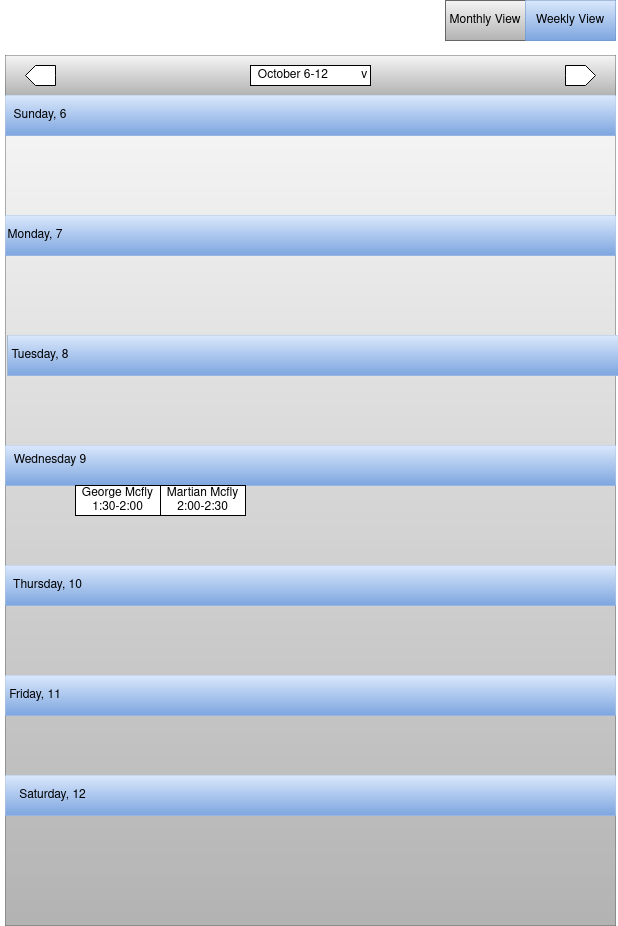 Monthly View
Weekly View
October 6-12 v
Sunday, 6
Monday, 7
Tuesday, 8
Wednesday 9
George Mcfly
1:30-2:00
Martian Mcfly
2:00-2:30
Thursday, 10
Friday, 11
Saturday, 12